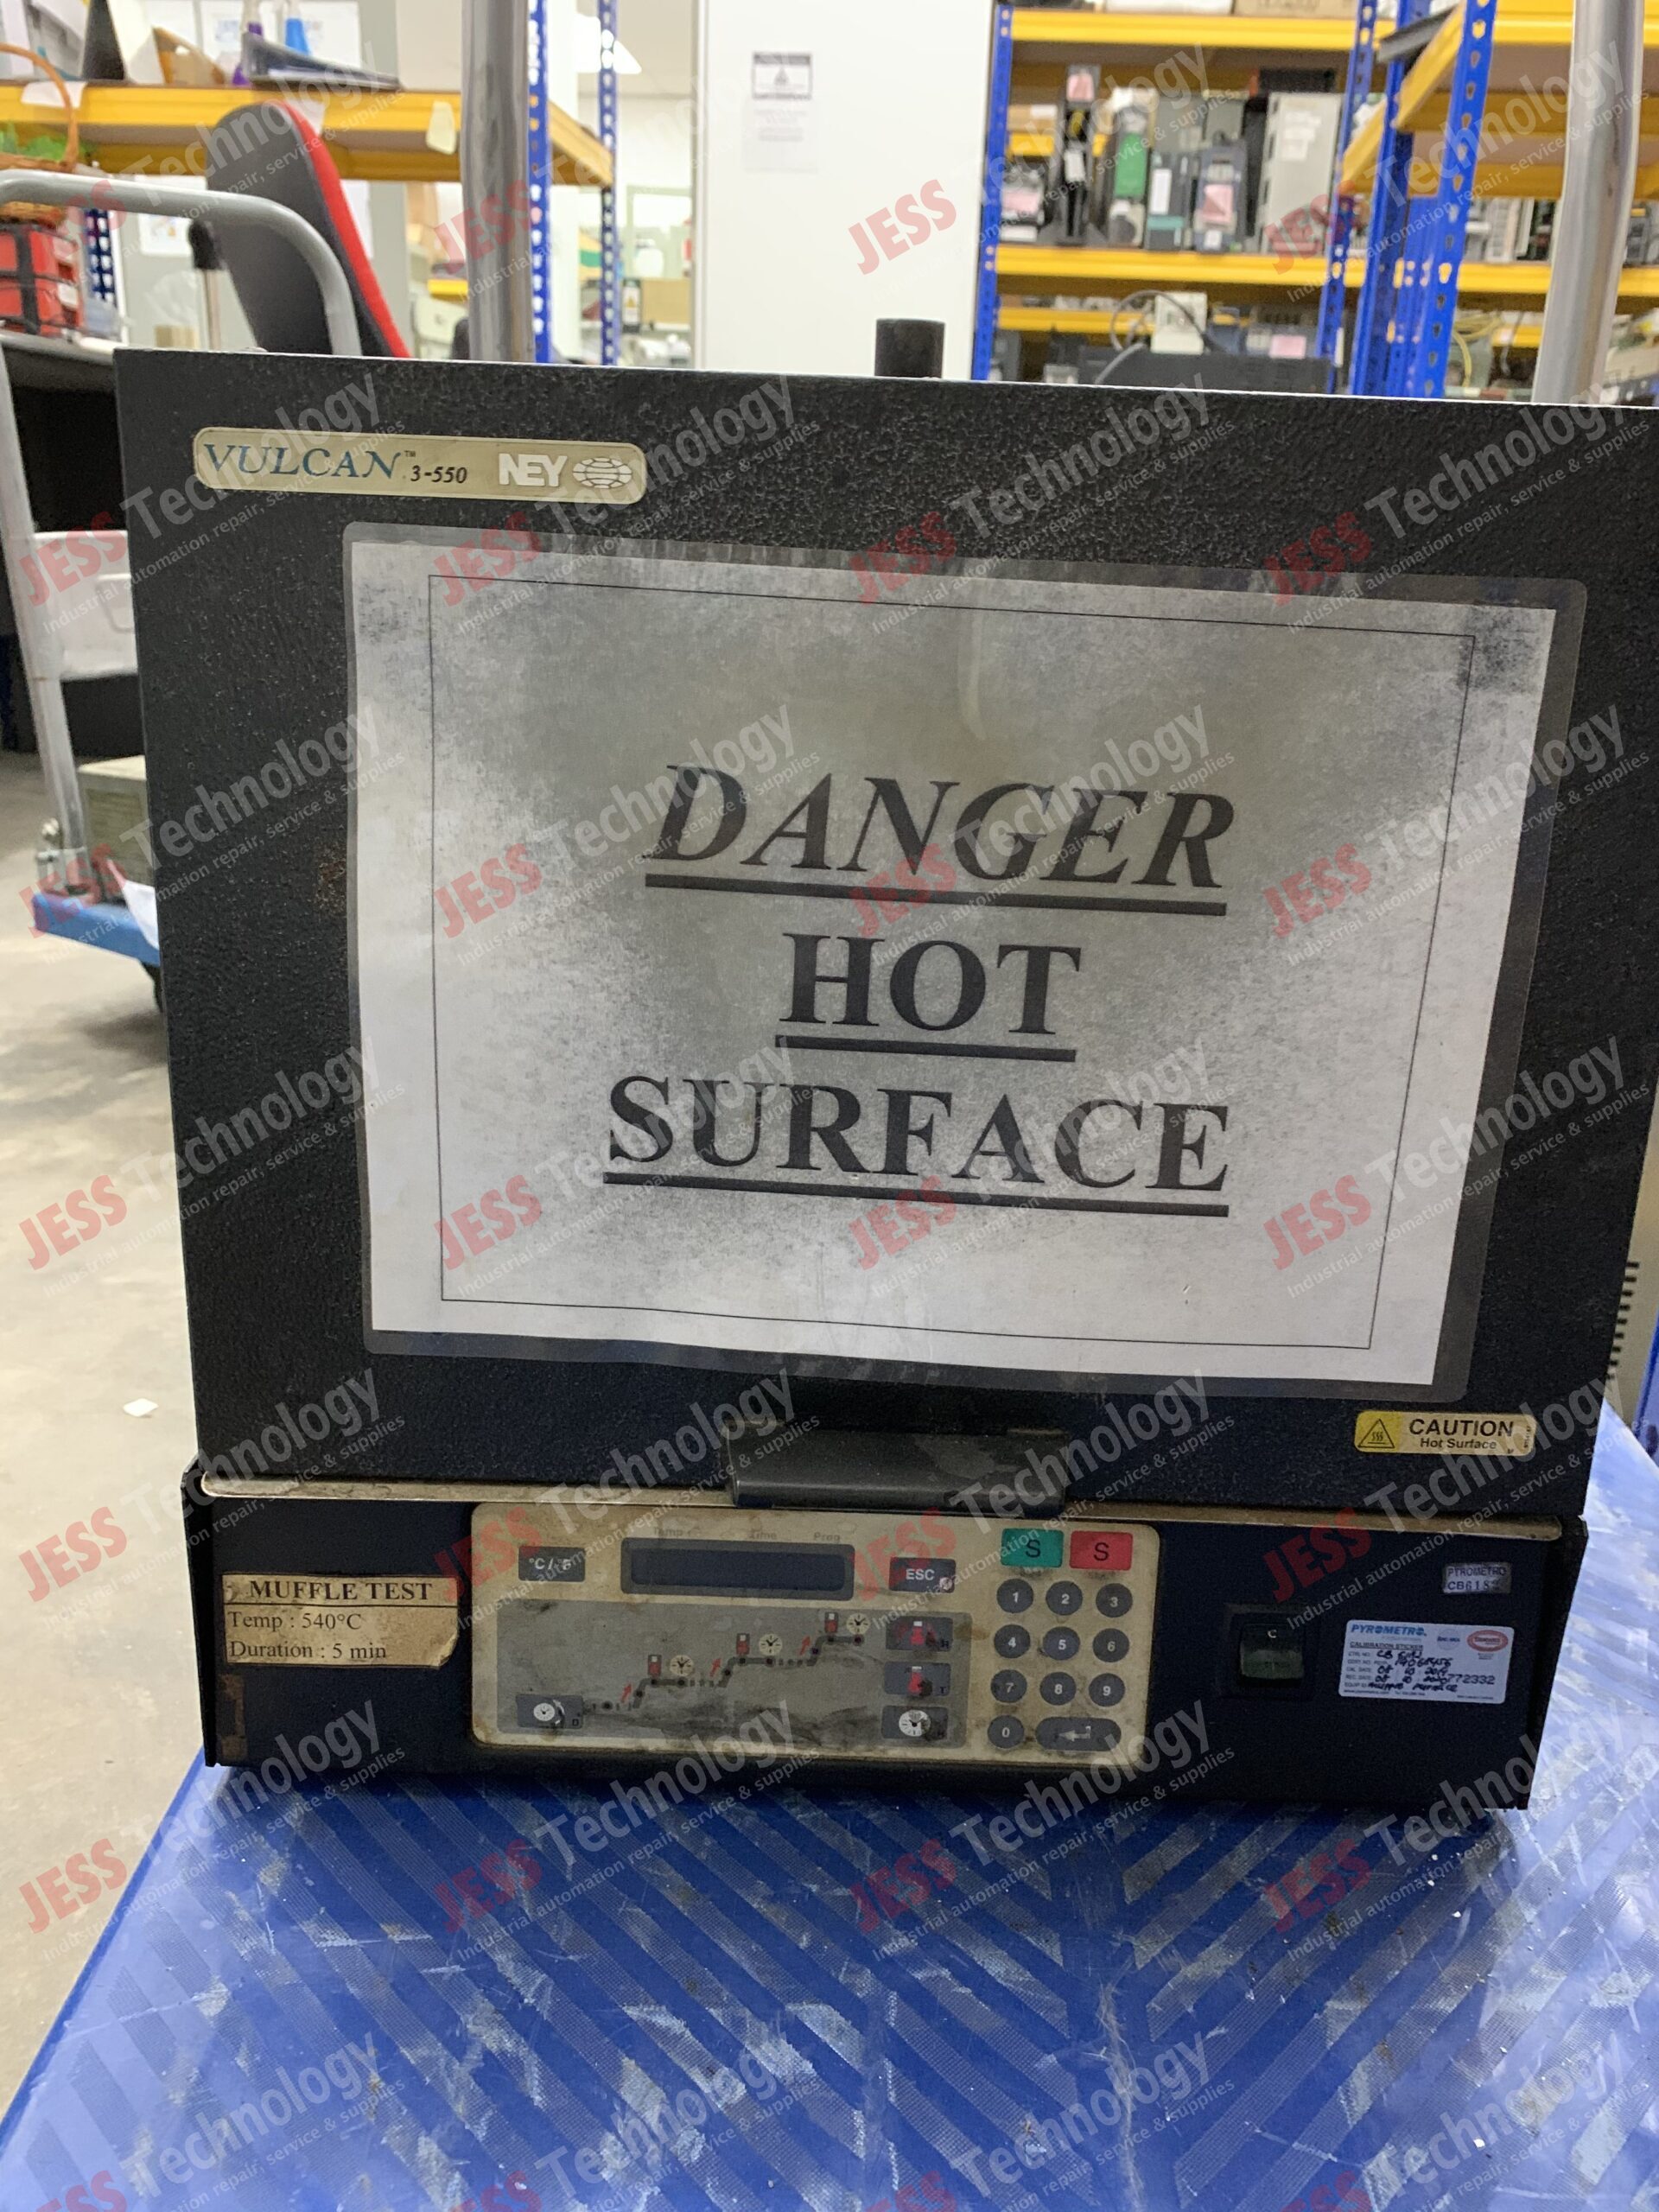 VULCAN™ 3-550 NEY
DANGER
HOT
SURFACE
CAUTION
Hot Surface
Temp Time Prog
°C/°F
ESC
S S
1 2 3
4 5 6
7 8 9
0
MUFFLE TEST
Temp : 540°C
Duration : 5 min
PYROMETRO
PYROMETRO
CALIBRATION STICKER
772332
JESS Technology
Industrial automation repair, service & supplies